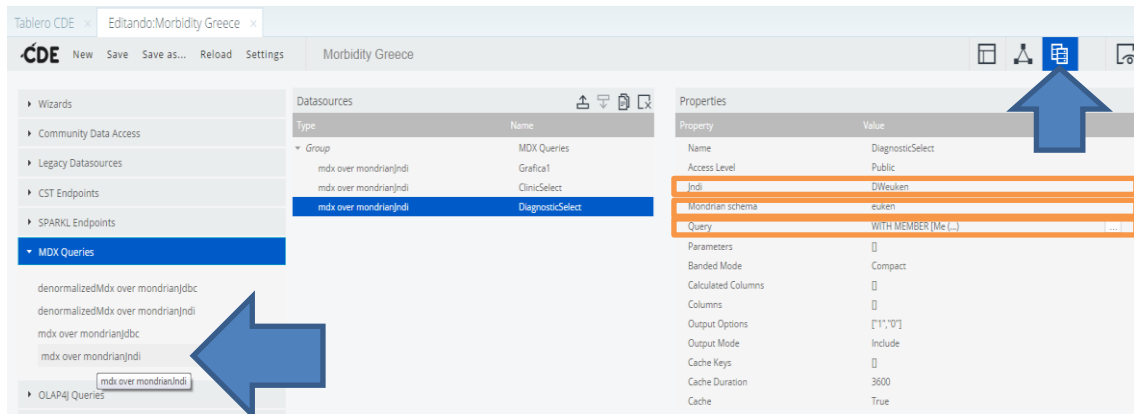 Tablero CDE × Editando:Morbidity Greece ×
CDE New Save Save as... Reload Settings Morbidity Greece
Wizards
Community Data Access
Legacy Datasources
CST Endpoints
SPARKL Endpoints
MDX Queries
denormalizedMdx over mondrianJdbc
denormalizedMdx over mondrianJndi
mdx over mondrianJdbc
mdx over mondrianJndi
mdx over mondrianJndi
OLAP4J Queries
Datasources
Type Name
Group MDX Queries
mdx over mondrianJndi Grafica1
mdx over mondrianJndi ClinicSelect
mdx over mondrianJndi DiagnosticSelect
Properties
Property Value
Name DiagnosticSelect
Access Level Public
Jndi DWeuken
Mondrian schema euken
Query WITH MEMBER [Me (...) ...
Parameters []
Banded Mode Compact
Calculated Columns []
Columns []
Output Options ["1","0"]
Output Mode Include
Cache Keys []
Cache Duration 3600
Cache True